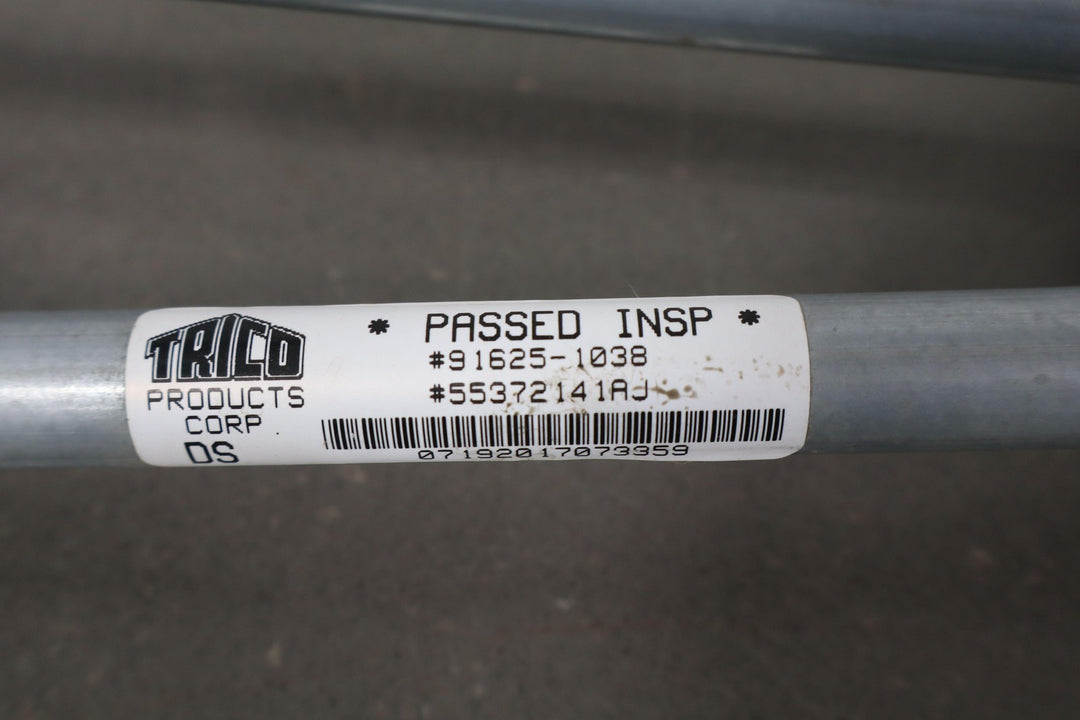 TRICO
PRODUCTS
CORP
DS
* PASSED INSP *
#91625-1038
#55372141AJ
07192017073359